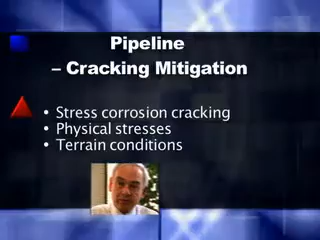 Pipeline
– Cracking Mitigation
• Stress corrosion cracking
• Physical stresses
• Terrain conditions